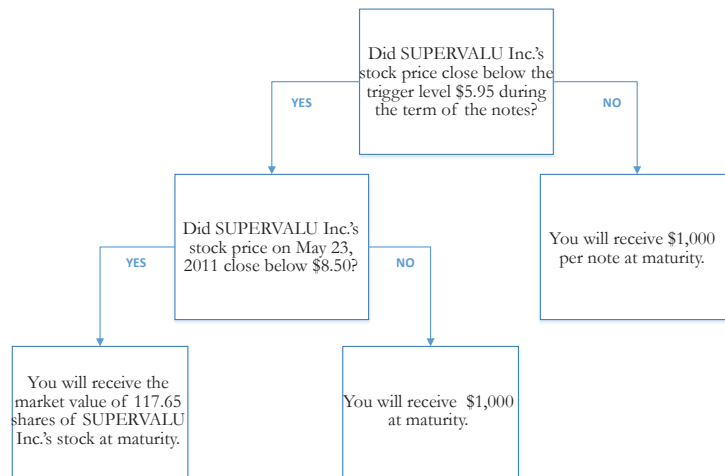 Did SUPERVALU Inc.'s
stock price close below the
trigger level $5.95 during
the term of the notes?
YES
NO
Did SUPERVALU Inc.'s
stock price on May 23,
2011 close below $8.50?
You will receive $1,000
per note at maturity.
YES
NO
You will receive the
market value of 117.65
shares of SUPERVALU
Inc.'s stock at maturity.
You will receive $1,000
at maturity.